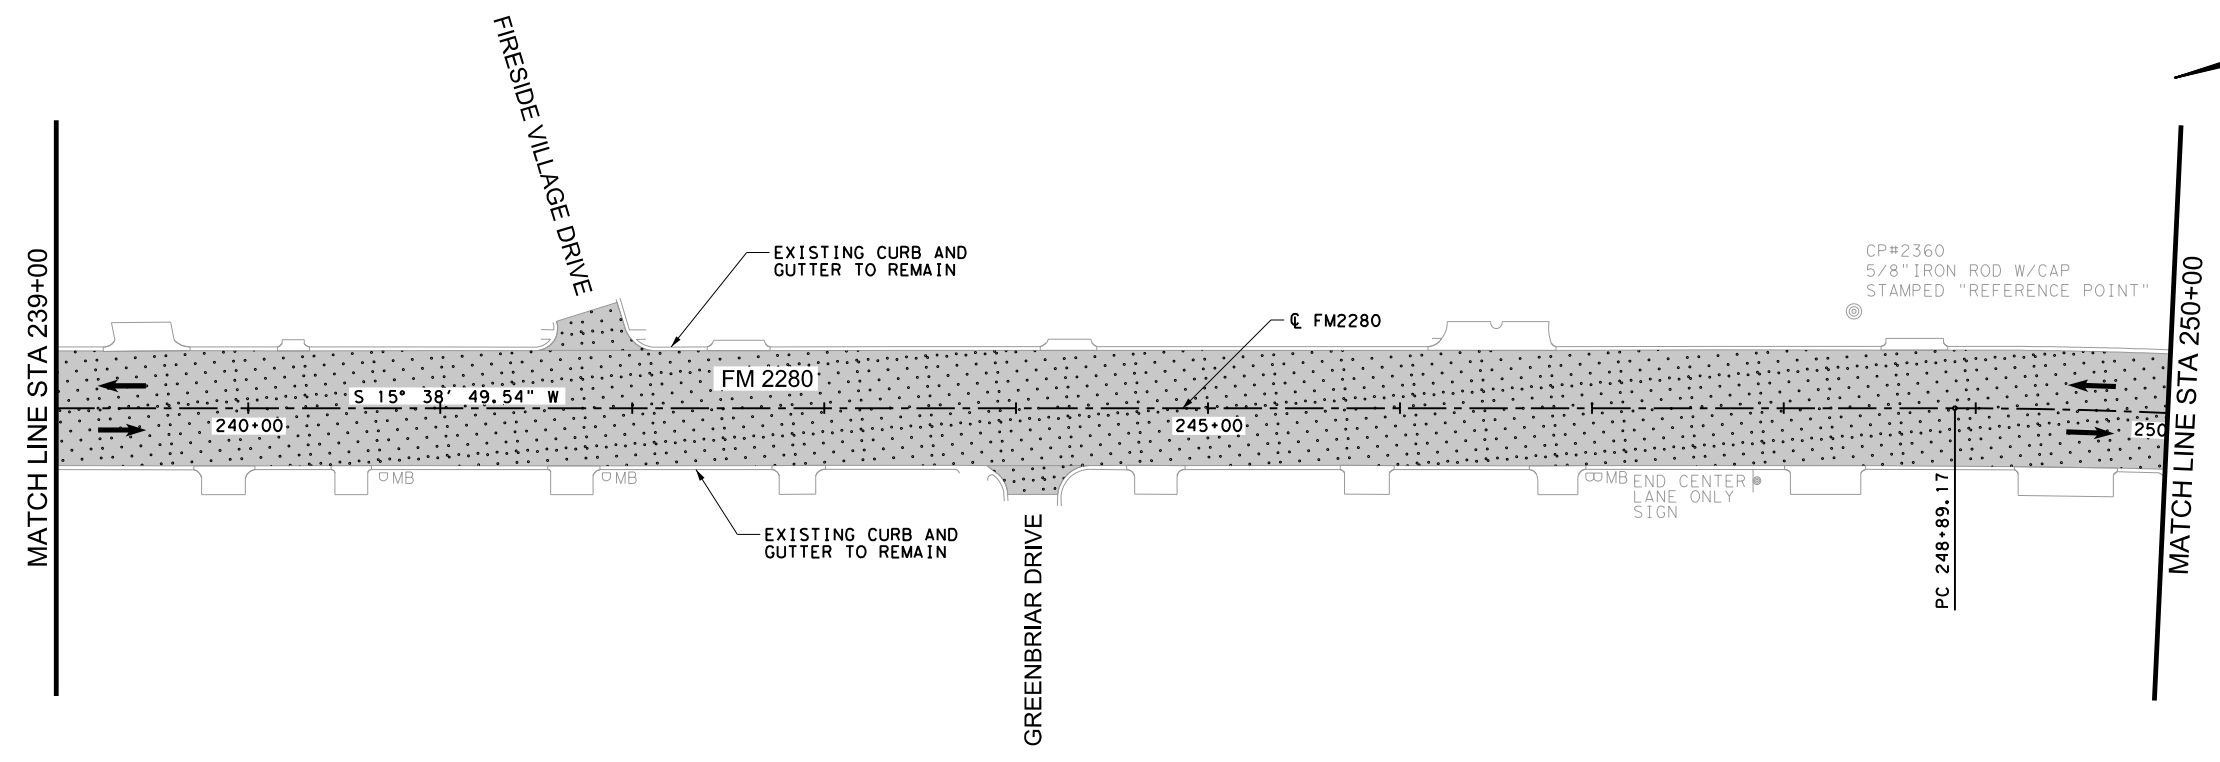 FIRESIDE VILLAGE DRIVE
EXISTING CURB AND
GUTTER TO REMAIN
CP#2360
5/8"IRON ROD W/CAP
STAMPED "REFERENCE POINT"
℄ FM2280
MATCH LINE STA 239+00
MATCH LINE STA 250+00
FM 2280
S 15° 38' 49.54" W
240+00
245+00
250
MB
MB
MB
END CENTER
LANE ONLY
SIGN
PC 248+89.17
EXISTING CURB AND
GUTTER TO REMAIN
GREENBRIAR DRIVE